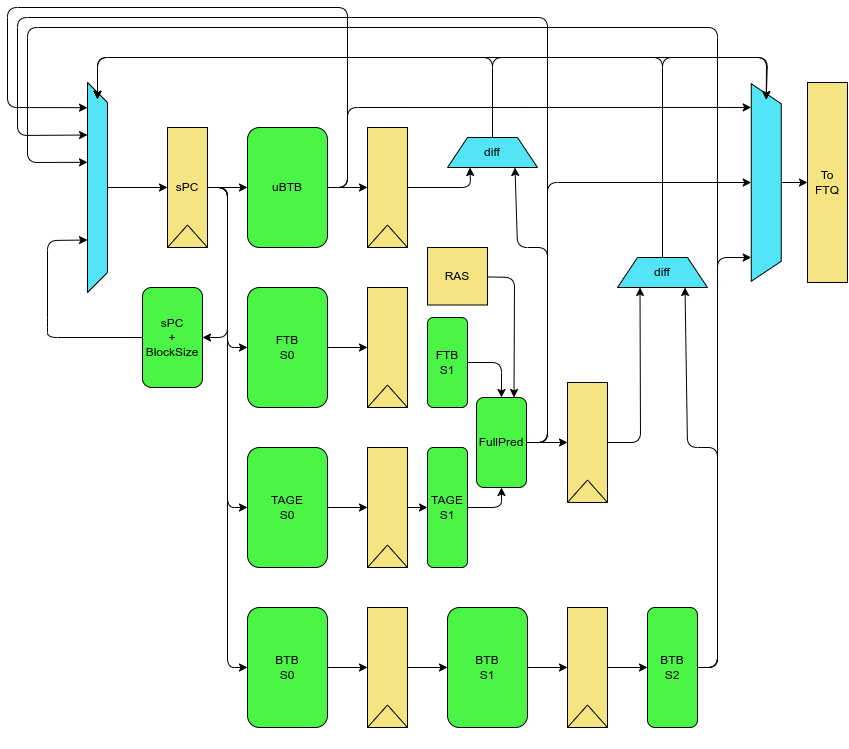 diff
To
FTQ
sPC
uBTB
diff
RAS
sPC
+
BlockSize
FTB
S0
FTB
S1
FullPred
TAGE
S0
TAGE
S1
BTB
S0
BTB
S1
BTB
S2